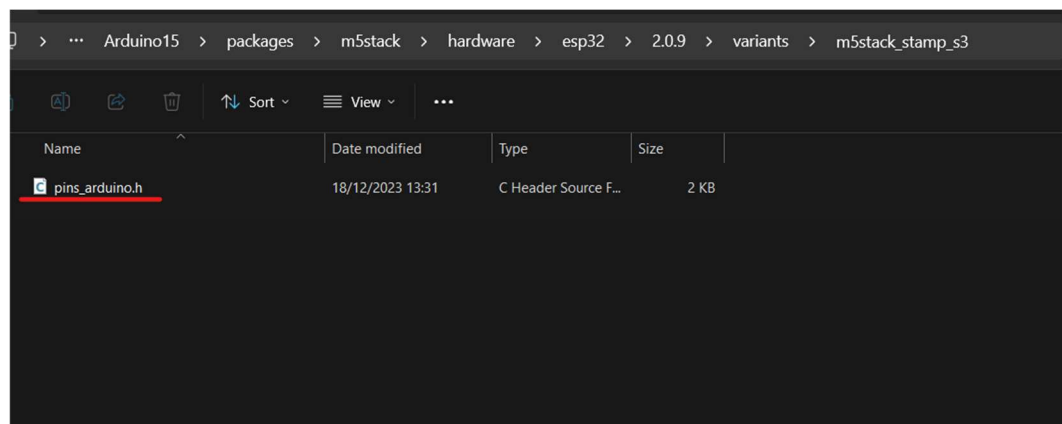 > ··· Arduino15 > packages > m5stack > hardware > esp32 > 2.0.9 > variants > m5stack_stamp_s3
Sort View ···
Name Date modified Type Size
pins_arduino.h 18/12/2023 13:31 C Header Source F... 2 KB